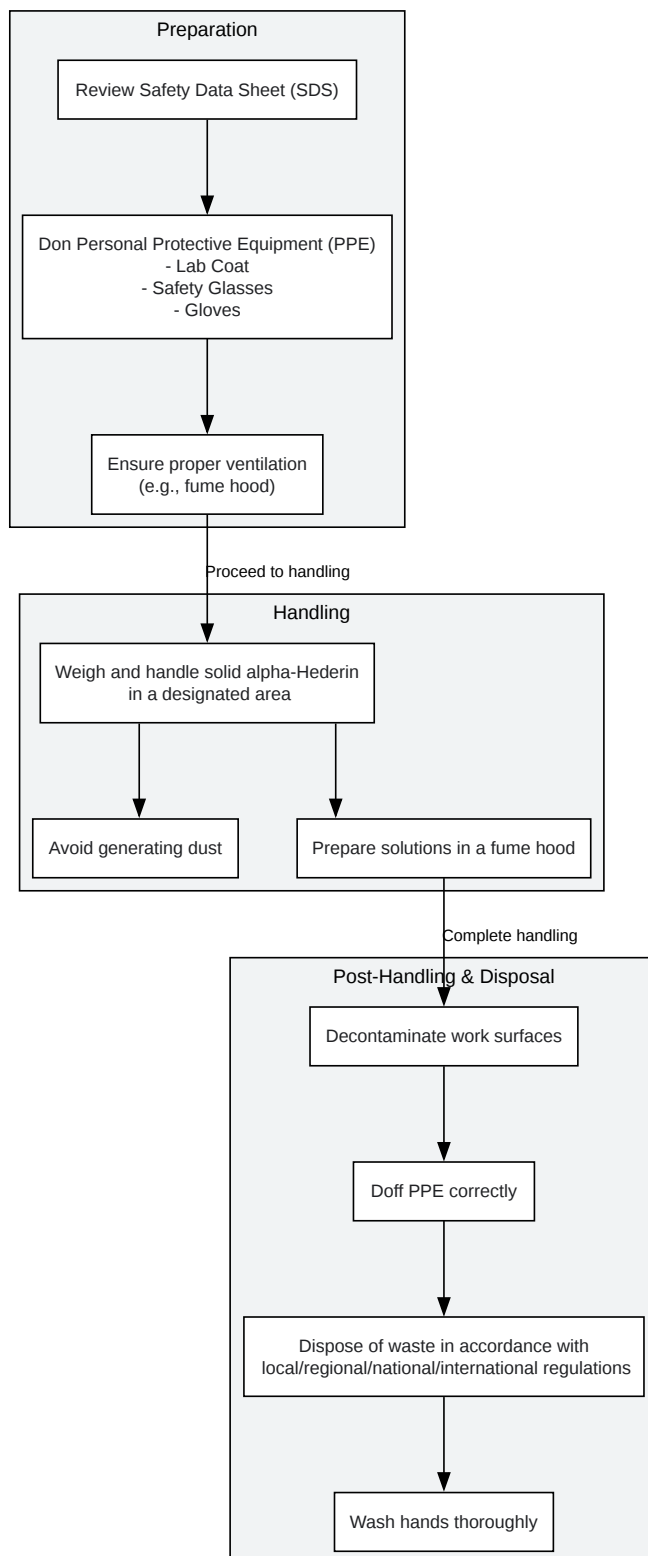 Preparation
Review Safety Data Sheet (SDS)
Don Personal Protective Equipment (PPE)
- Lab Coat
- Safety Glasses
- Gloves
Ensure proper ventilation
(e.g., fume hood)
Proceed to handling
Handling
Weigh and handle solid alpha-Hederin
in a designated area
Avoid generating dust
Prepare solutions in a fume hood
Complete handling
Post-Handling & Disposal
Decontaminate work surfaces
Doff PPE correctly
Dispose of waste in accordance with
local/regional/national/international regulations
Wash hands thoroughly